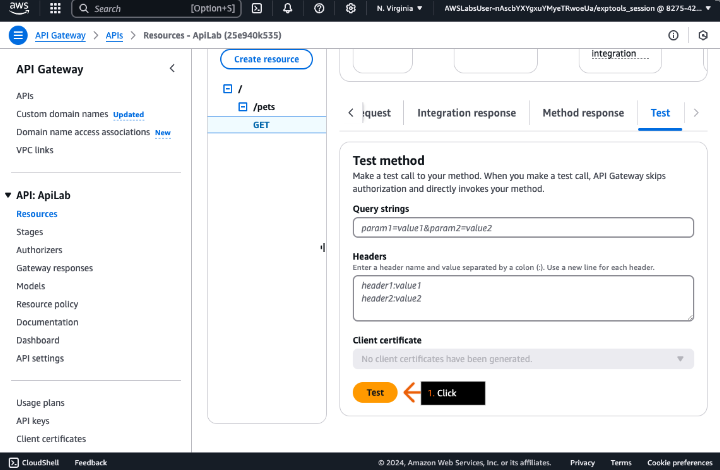 aws
Search
[Option+S]
N. Virginia
AWSLabsUser-nAscbYXYgxuYMyeTRwoeUa/exptools_session @ 8275-42...
API Gateway
APIs
Resources - ApiLab (25e940k535)
API Gateway
APIs
Custom domain names Updated
Domain name access associations New
VPC links
API: ApiLab
Resources
Stages
Authorizers
Gateway responses
Models
Resource policy
Documentation
Dashboard
API settings
Usage plans
API keys
Client certificates
Create resource
/
/pets
GET
integration
quest
Integration response
Method response
Test
Test method
Make a test call to your method. When you make a test call, API Gateway skips
authorization and directly invokes your method.
Query strings
param1=value1&param2=value2
Headers
Enter a header name and value separated by a colon (:). Use a new line for each header.
header1:value1
header2:value2
Client certificate
No client certificates have been generated.
Test
1. Click
CloudShell
Feedback
© 2024, Amazon Web Services, Inc. or its affiliates.
Privacy
Terms
Cookie preferences